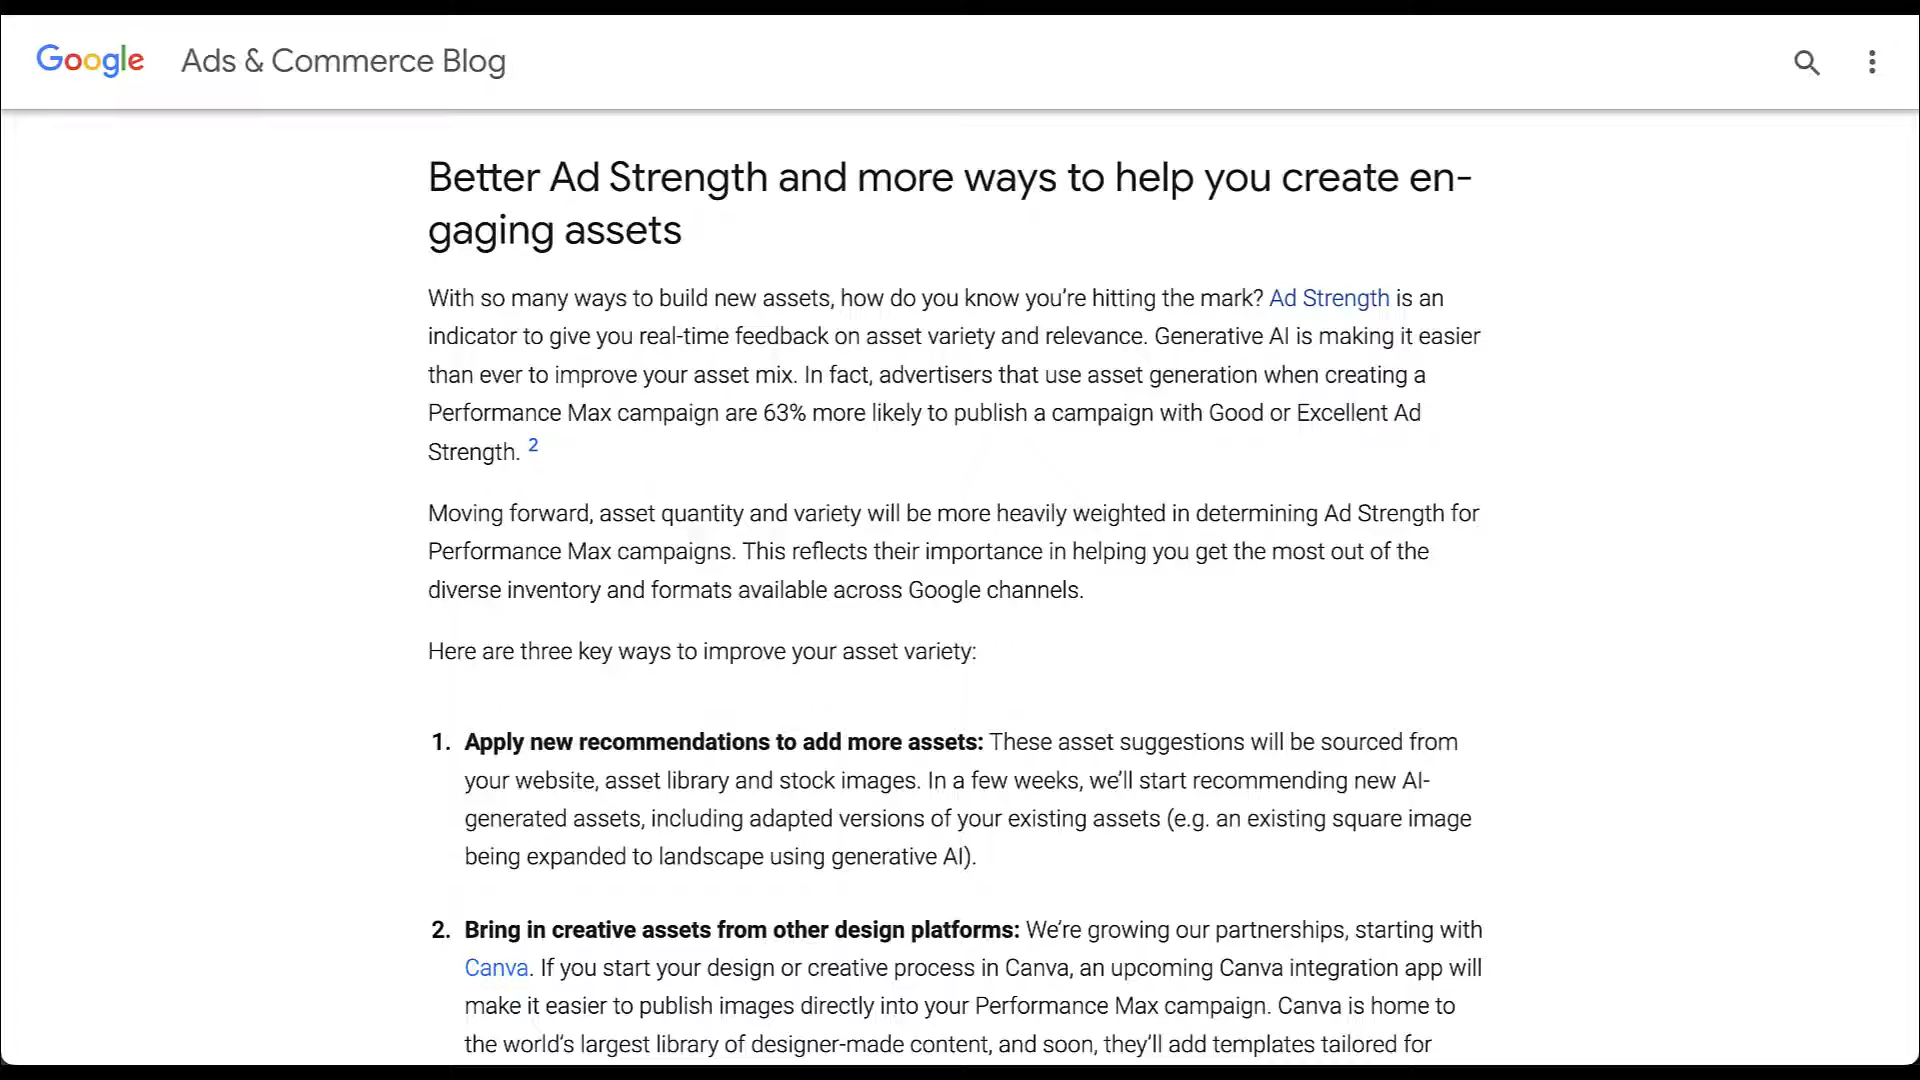 Google Ads & Commerce Blog
Better Ad Strength and more ways to help you create en-
gaging assets
With so many ways to build new assets, how do you know you’re hitting the mark? Ad Strength is an
indicator to give you real-time feedback on asset variety and relevance. Generative AI is making it easier
than ever to improve your asset mix. In fact, advertisers that use asset generation when creating a
Performance Max campaign are 63% more likely to publish a campaign with Good or Excellent Ad
Strength. 2
Moving forward, asset quantity and variety will be more heavily weighted in determining Ad Strength for
Performance Max campaigns. This reflects their importance in helping you get the most out of the
diverse inventory and formats available across Google channels.
Here are three key ways to improve your asset variety:
1. Apply new recommendations to add more assets: These asset suggestions will be sourced from
your website, asset library and stock images. In a few weeks, we’ll start recommending new AI-
generated assets, including adapted versions of your existing assets (e.g. an existing square image
being expanded to landscape using generative AI).
2. Bring in creative assets from other design platforms: We’re growing our partnerships, starting with
Canva. If you start your design or creative process in Canva, an upcoming Canva integration app will
make it easier to publish images directly into your Performance Max campaign. Canva is home to
the world’s largest library of designer-made content, and soon, they’ll add templates tailored for